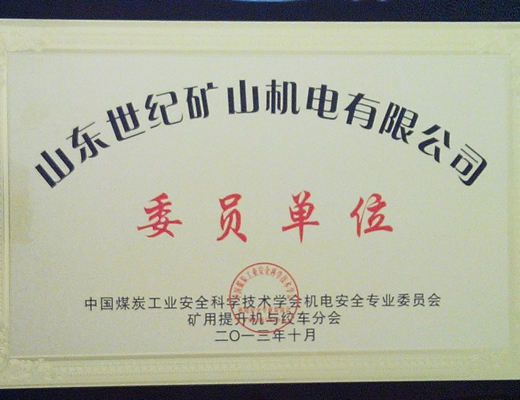 山东世纪矿山机电有限公司
委员单位
中国煤炭工业安全科学技术学会机电安全专业委员会
矿用提升机与绞车分会
二〇一三年十月